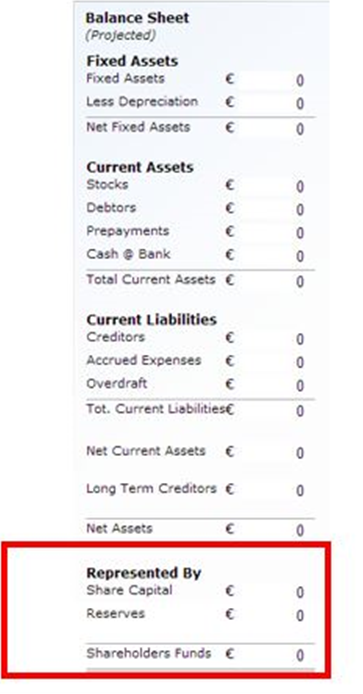 Balance Sheet
(Projected)
Fixed Assets
Fixed Assets € 0
Less Depreciation € 0
Net Fixed Assets € 0
Current Assets
Stocks € 0
Debtors € 0
Prepayments € 0
Cash @ Bank € 0
Total Current Assets € 0
Current Liabilities
Creditors € 0
Accrued Expenses € 0
Overdraft € 0
Tot. Current Liabilities€ 0
Net Current Assets € 0
Long Term Creditors € 0
Net Assets € 0
Represented By
Share Capital € 0
Reserves € 0
Shareholders Funds € 0